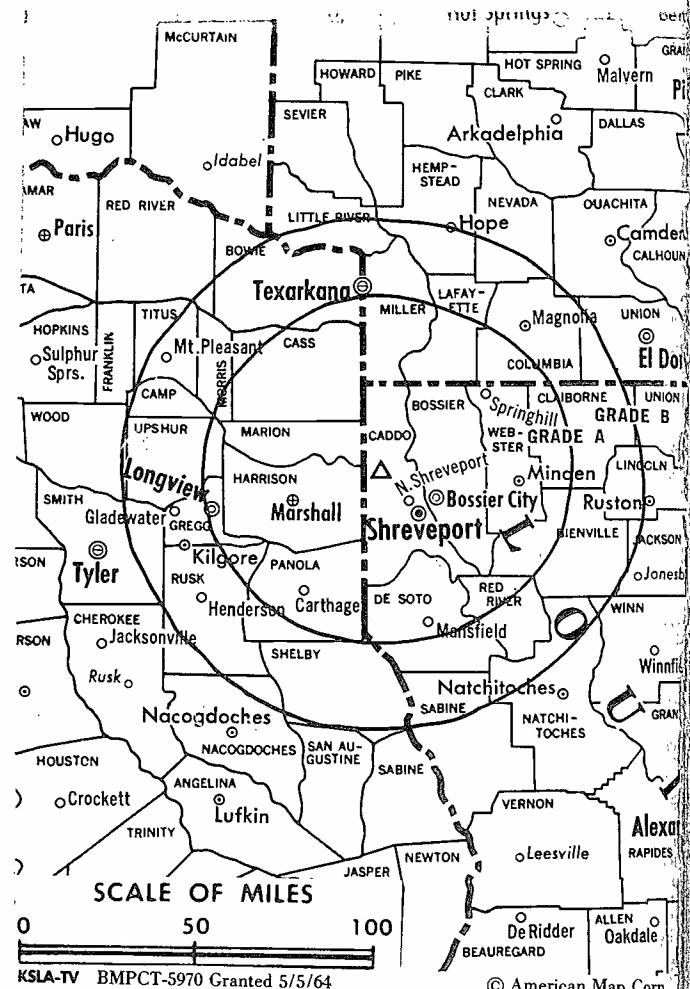 Hot Springs
McCURTAIN
HOWARD
PIKE
HOT SPRING
Malvern
CLARK
SEVIER
Arkadelphia
DALLAS
Hugo
Idabel
HEMP-
STEAD
NEVADA
OUACHITA
RED RIVER
LITTLE RIVER
Hope
Paris
BOWIE
CALHOUN
Texarkana
LAFAY-
ETTE
MILLER
TITUS
Magnolia
UNION
HOPKINS
FRANKLIN
Mt. Pleasant
CASS
Sulphur
Sprs.
MORRIS
COLUMBIA
CAMP
CLAIBORNE
UNION
WOOD
BOSSIER
Springhill
GRADE B
UPSHUR
MARION
CADDO
WEB-
STER
GRADE A
LINCOLN
Longview
HARRISON
N. Shreveport
Minden
SMITH
Bossier City
Ruston
Gladewater
GREGG
Marshall
Shreveport
L
BIENVILLE
JACKSON
Kilgore
Tyler
PANOLA
RUSK
DE SOTO
RED
RIVER
Henderson
Carthage
WINN
CHEROKEE
Mansfield
O
Jacksonville
SHELBY
Rusk
Natchitoches
SABINE
U
Nacogdoches
NATCHI-
TOCHES
NACOGDOCHES
SAN AU-
GUSTINE
HOUSTON
SABINE
ANGELINA
VERNON
Crockett
Lufkin
TRINITY
RAPIDES
NEWTON
Leesville
JASPER
SCALE OF MILES
0 50 100
De Ridder
ALLEN
Oakdale
BEAUREGARD
KSLA-TV BMPCT-5970 Granted 5/5/64
© American Map Corp